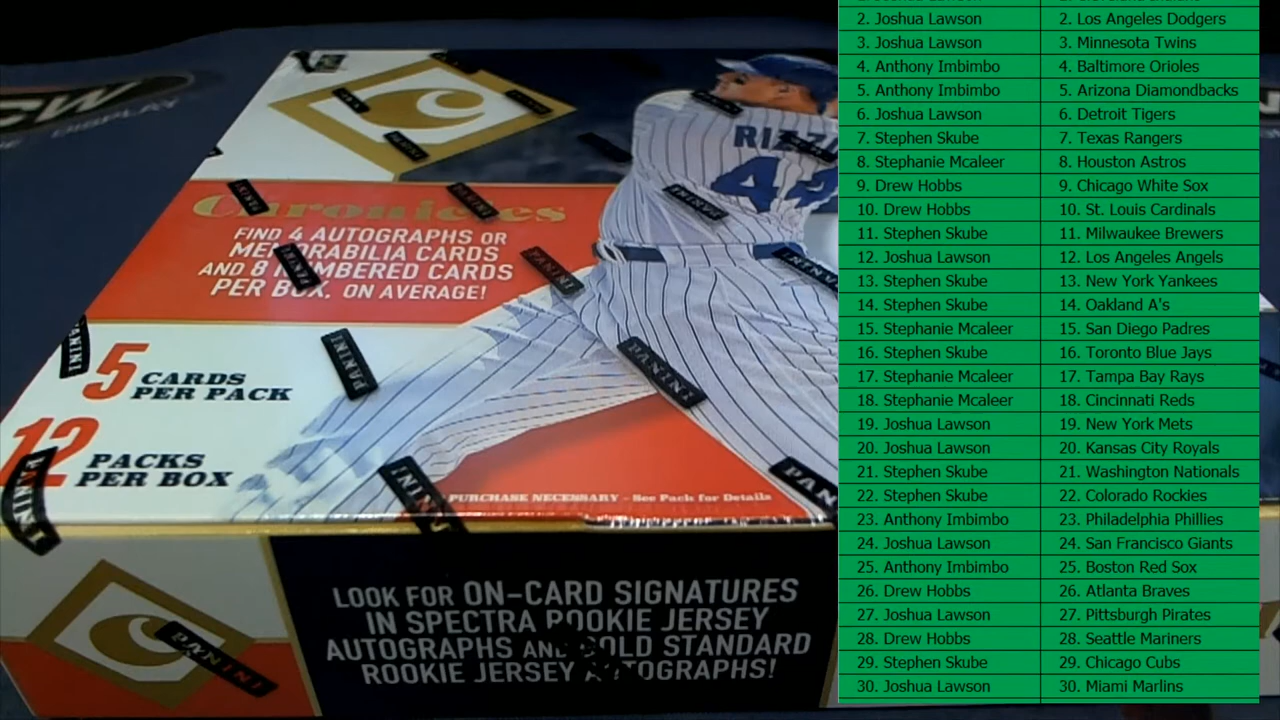 CW
DISPLAY
RIZZ
44
Chronicles
FIND 4 AUTOGRAPHS OR
MEMORABILIA CARDS
AND 8 NUMBERED CARDS
PER BOX, ON AVERAGE!
5 CARDS
PER PACK
12 PACKS
PER BOX
PURCHASE NECESSARY – See Pack for Details
PANINI
PANINI
PANINI
PANINI
PANINI
PANINI
PANINI
LOOK FOR ON-CARD SIGNATURES
IN SPECTRA ROOKIE JERSEY
AUTOGRAPHS AND GOLD STANDARD
ROOKIE JERSEY AUTOGRAPHS!
PANINI
2. Joshua Lawson 2. Los Angeles Dodgers
3. Joshua Lawson 3. Minnesota Twins
4. Anthony Imbimbo 4. Baltimore Orioles
5. Anthony Imbimbo 5. Arizona Diamondbacks
6. Joshua Lawson 6. Detroit Tigers
7. Stephen Skube 7. Texas Rangers
8. Stephanie Mcaleer 8. Houston Astros
9. Drew Hobbs 9. Chicago White Sox
10. Drew Hobbs 10. St. Louis Cardinals
11. Stephen Skube 11. Milwaukee Brewers
12. Joshua Lawson 12. Los Angeles Angels
13. Stephen Skube 13. New York Yankees
14. Stephen Skube 14. Oakland A's
15. Stephanie Mcaleer 15. San Diego Padres
16. Stephen Skube 16. Toronto Blue Jays
17. Stephanie Mcaleer 17. Tampa Bay Rays
18. Stephanie Mcaleer 18. Cincinnati Reds
19. Joshua Lawson 19. New York Mets
20. Joshua Lawson 20. Kansas City Royals
21. Stephen Skube 21. Washington Nationals
22. Stephen Skube 22. Colorado Rockies
23. Anthony Imbimbo 23. Philadelphia Phillies
24. Joshua Lawson 24. San Francisco Giants
25. Anthony Imbimbo 25. Boston Red Sox
26. Drew Hobbs 26. Atlanta Braves
27. Joshua Lawson 27. Pittsburgh Pirates
28. Drew Hobbs 28. Seattle Mariners
29. Stephen Skube 29. Chicago Cubs
30. Joshua Lawson 30. Miami Marlins